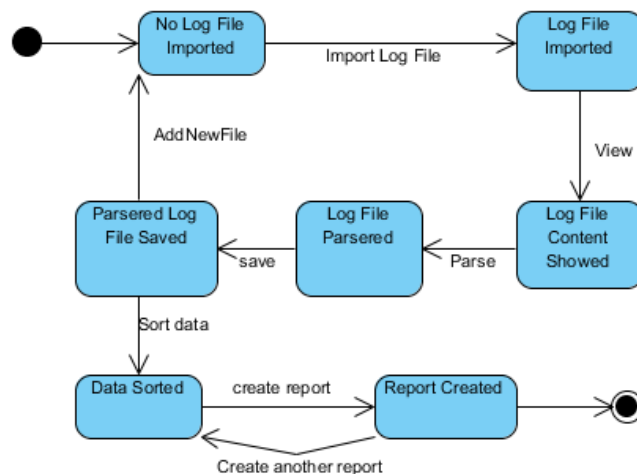 No Log File
Imported
Import Log File
Log File
Imported
AddNewFile
View
Parsered Log
File Saved
save
Log File
Parsered
Parse
Log File
Content
Showed
Sort data
Data Sorted
create report
Report Created
Create another report